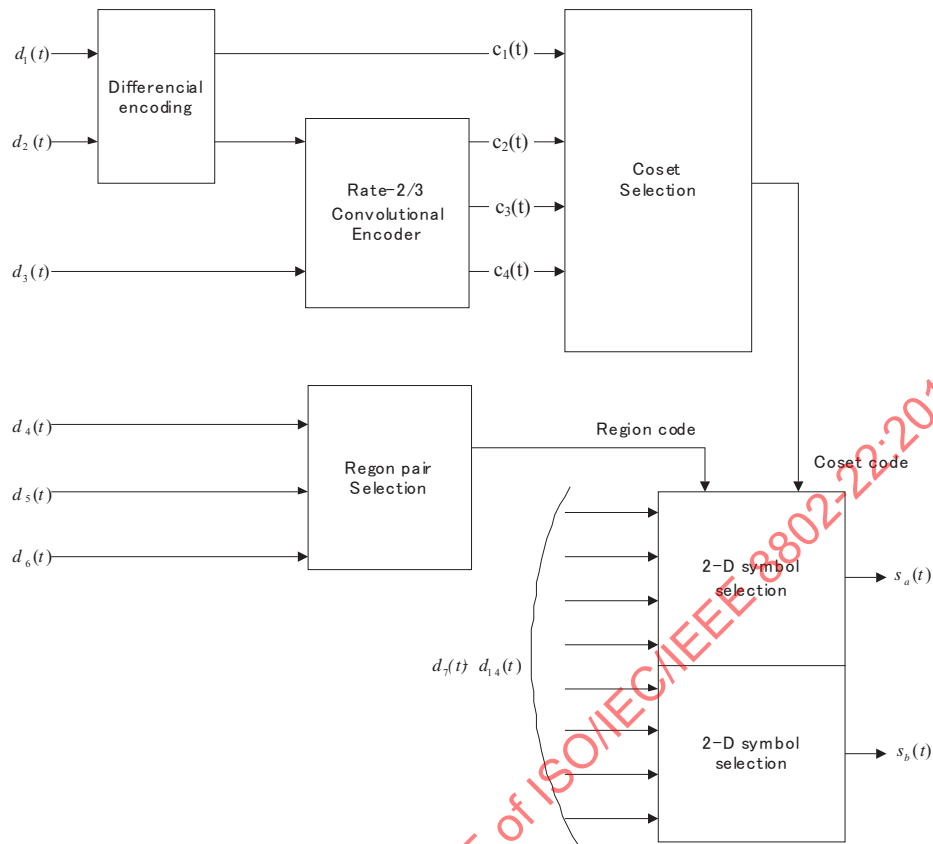 d₁(t)
Differencial
encoding
c₁(t)
d₂(t)
c₂(t)
Rate-2/3
Convolutional
Encoder
Coset
Selection
c₃(t)
d₃(t)
c₄(t)
d₄(t)
Regon pair
Selection
Region code
Coset code
d₅(t)
d₆(t)
2-D symbol
selection
sₐ(t)
d₇(t) d₁₄(t)
2-D symbol
selection
s_b(t)
of ISO/IEC/IEEE 8802-22:201